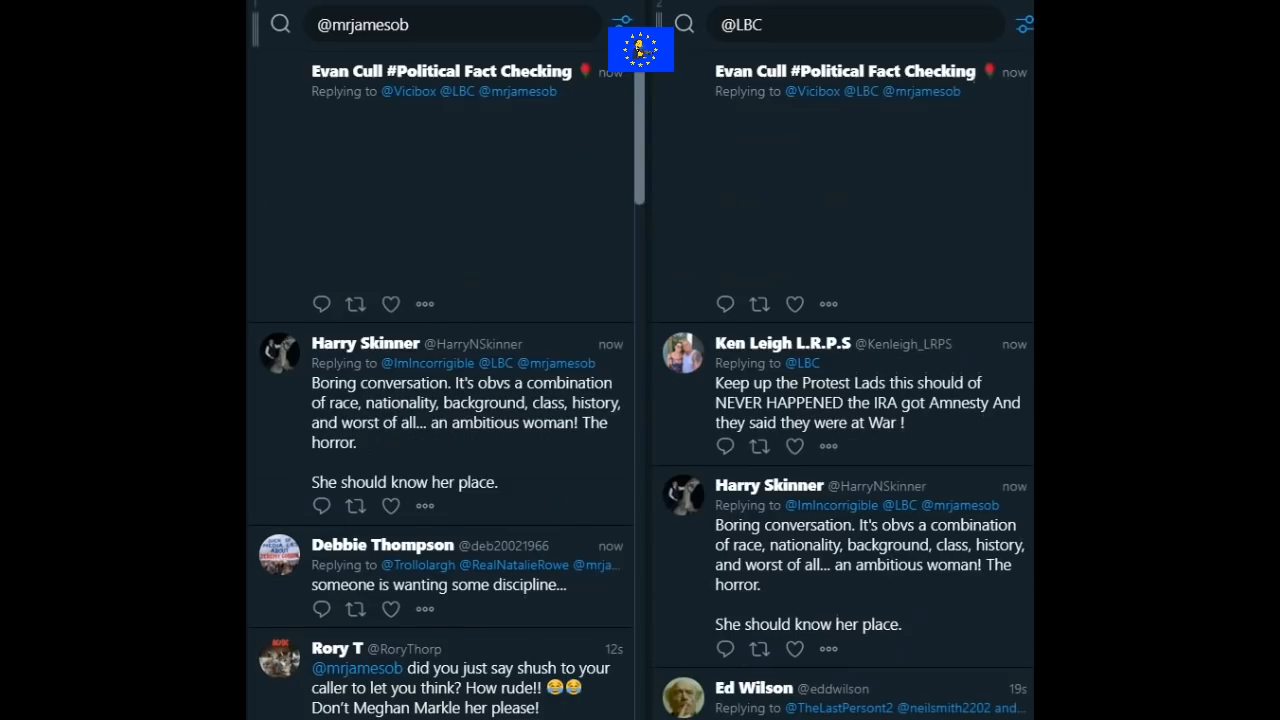 @mrjamesob
Evan Cull #Political Fact Checking 🌹 now
Replying to @Vicibox @LBC @mrjamesob
Harry Skinner @HarryNSkinner now
Replying to @ImIncorrigible @LBC @mrjamesob
Boring conversation. It's obvs a combination
of race, nationality, background, class, history,
and worst of all... an ambitious woman! The
horror.
She should know her place.
Debbie Thompson @deb20021966 now
Replying to @Trollolargh @RealNatalieRowe @mrja...
someone is wanting some discipline...
Rory T @RoryThorp 12s
@mrjamesob did you just say shush to your
caller to let you think? How rude!! 😂😂
Don't Meghan Markle her please!
2
@LBC
Evan Cull #Political Fact Checking 🌹 now
Replying to @Vicibox @LBC @mrjamesob
Ken Leigh L.R.P.S @Kenleigh_LRPS now
Replying to @LBC
Keep up the Protest Lads this should of
NEVER HAPPENED the IRA got Amnesty And
they said they were at War !
Harry Skinner @HarryNSkinner now
Replying to @ImIncorrigible @LBC @mrjamesob
Boring conversation. It's obvs a combination
of race, nationality, background, class, history,
and worst of all... an ambitious woman! The
horror.
She should know her place.
Ed Wilson @eddwilson 19s
Replying to @TheLastPersont2 @neilsmith2202 and...